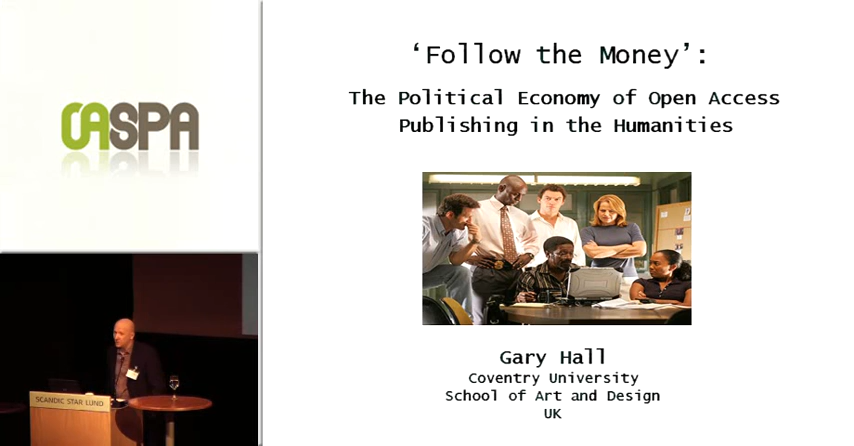 OASPA
SCANDIC STAR LUND
‘Follow the Money’:
The Political Economy of Open Access
Publishing in the Humanities
Gary Hall
Coventry University
School of Art and Design
UK